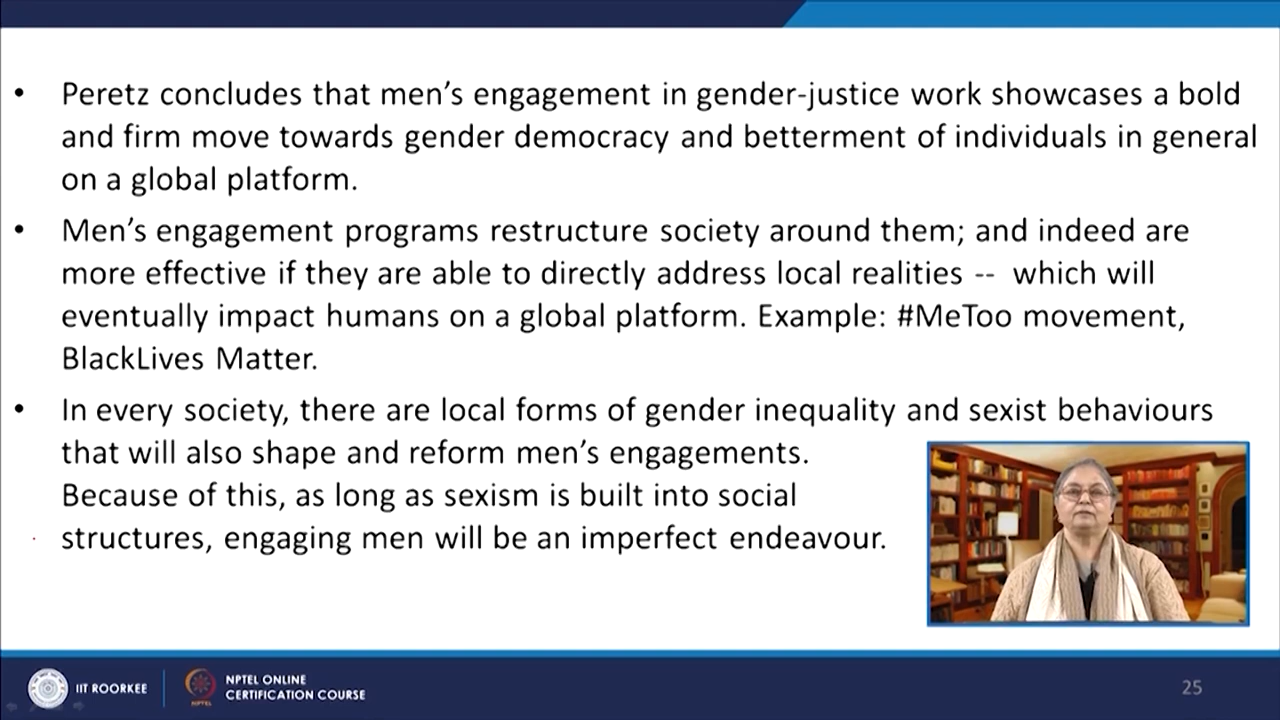 • Peretz concludes that men's engagement in gender-justice work showcases a bold
and firm move towards gender democracy and betterment of individuals in general
on a global platform.
• Men's engagement programs restructure society around them; and indeed are
more effective if they are able to directly address local realities -- which will
eventually impact humans on a global platform. Example: #MeToo movement,
BlackLives Matter.
• In every society, there are local forms of gender inequality and sexist behaviours
that will also shape and reform men's engagements.
Because of this, as long as sexism is built into social
structures, engaging men will be an imperfect endeavour.
IIT ROORKEE
NPTEL
NPTEL ONLINE
CERTIFICATION COURSE
25